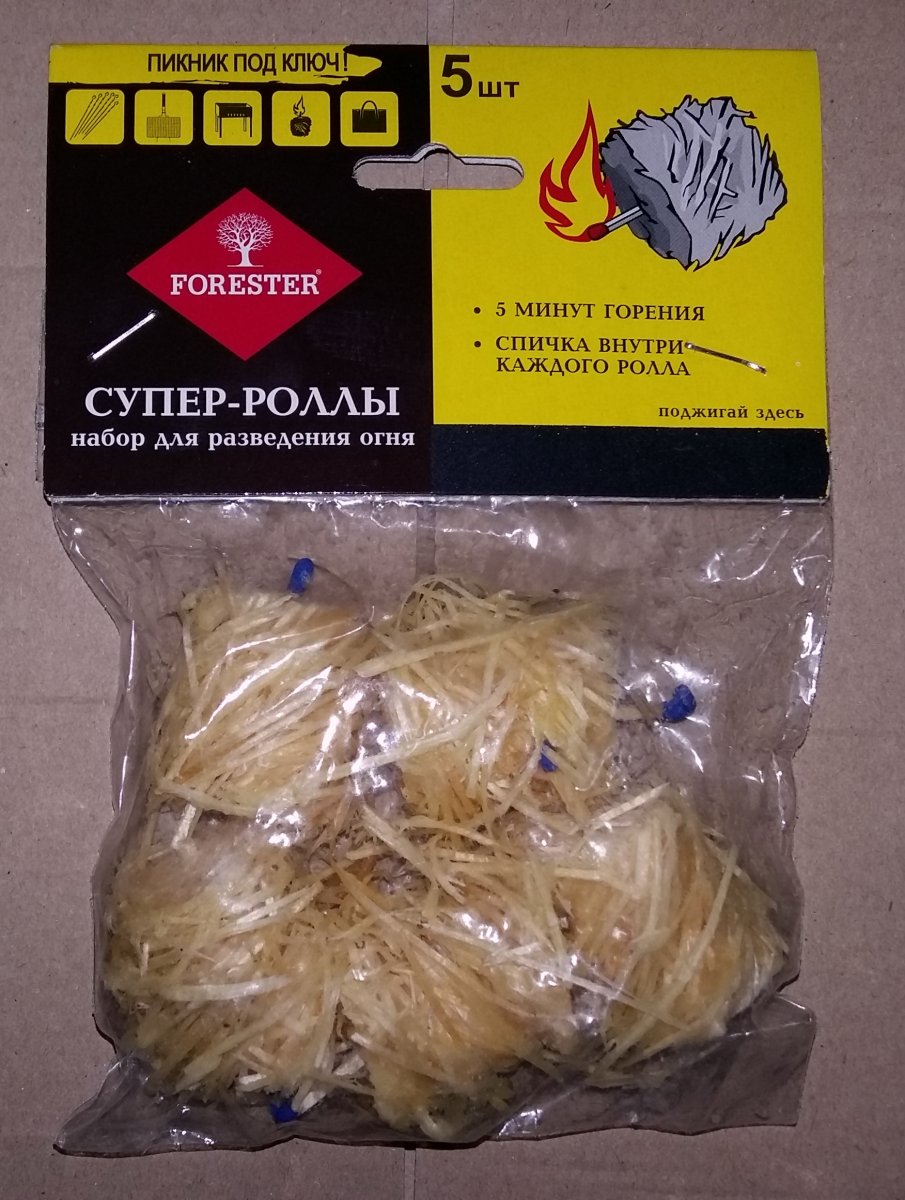 ПИКНИК ПОД КЛЮЧ!
FORESTER®
СУПЕР-РОЛЛЫ
набор для разведения огня
5 шт
• 5 МИНУТ ГОРЕНИЯ
• СПИЧКА ВНУТРИ
КАЖДОГО РОЛЛА
поджигай здесь